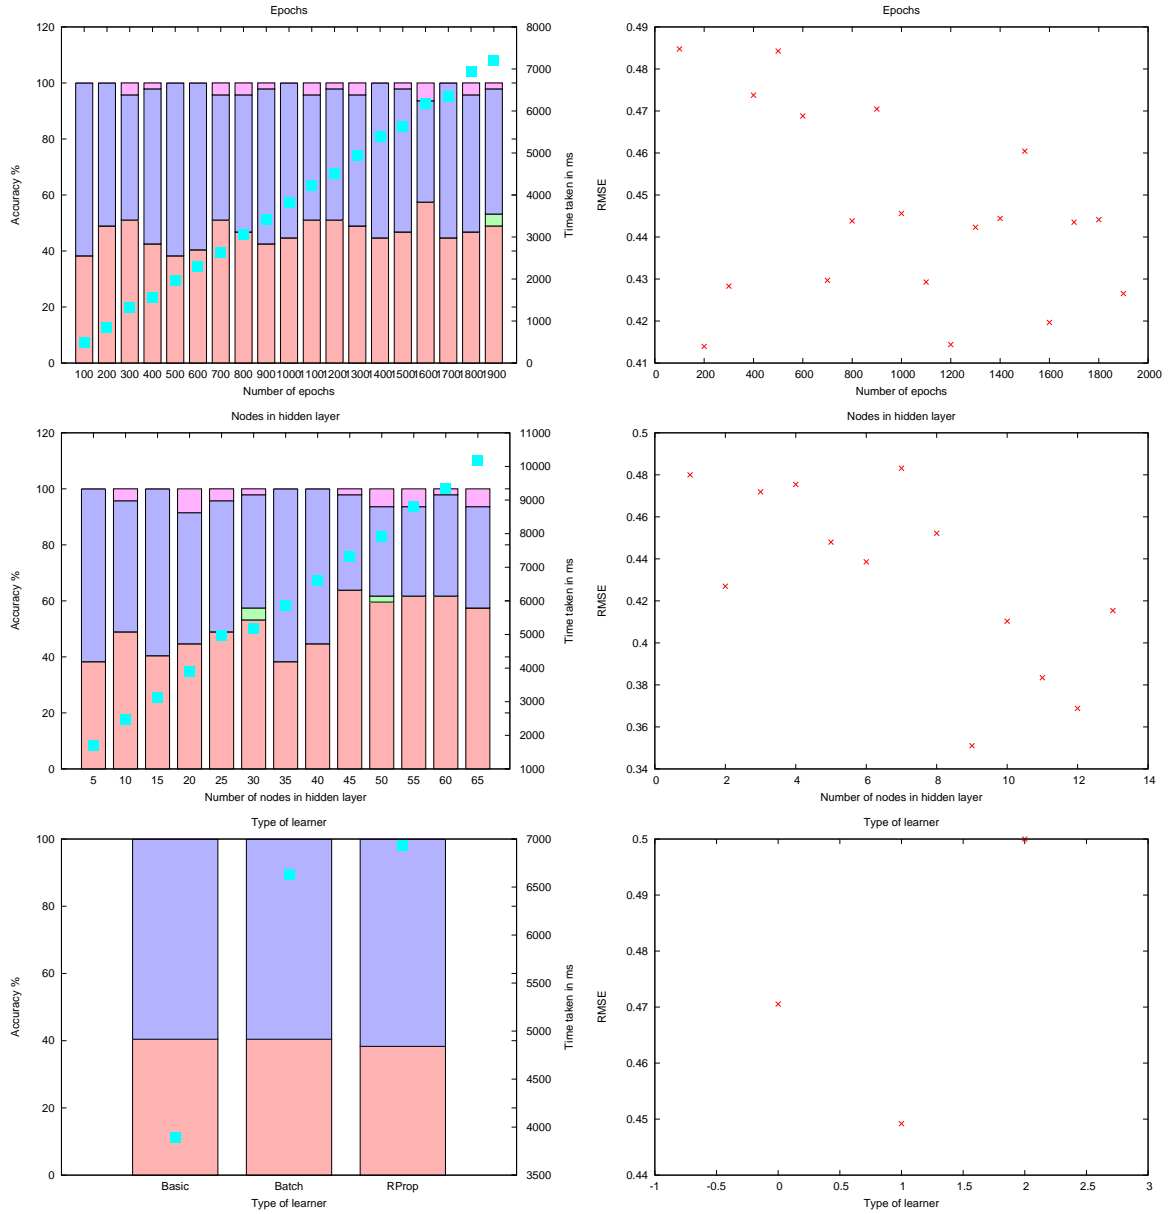 Epochs
120
100
80
60
40
20
0
Accuracy %
8000
7000
6000
5000
4000
3000
2000
1000
0
Time taken in ms
100 200 300 400 500 600 700 800 900 1000 1100 1200 1300 1400 1500 1600 1700 1800 1900
Number of epochs
Epochs
0.49
0.48
0.47
0.46
0.45
0.44
0.43
0.42
0.41
RMSE
0 200 400 600 800 1000 1200 1400 1600 1800 2000
Number of epochs
Nodes in hidden layer
120
100
80
60
40
20
0
Accuracy %
11000
10000
9000
8000
7000
6000
5000
4000
3000
2000
1000
Time taken in ms
5 10 15 20 25 30 35 40 45 50 55 60 65
Number of nodes in hidden layer
Nodes in hidden layer
0.5
0.48
0.46
0.44
0.42
0.4
0.38
0.36
0.34
RMSE
0 2 4 6 8 10 12 14
Number of nodes in hidden layer
Type of learner
100
80
60
40
20
0
Accuracy %
7000
6500
6000
5500
5000
4500
4000
3500
Time taken in ms
Basic Batch RProp
Type of learner
Type of learner
0.5
0.49
0.48
0.47
0.46
0.45
0.44
RMSE
-1 -0.5 0 0.5 1 1.5 2 2.5 3
Type of learner